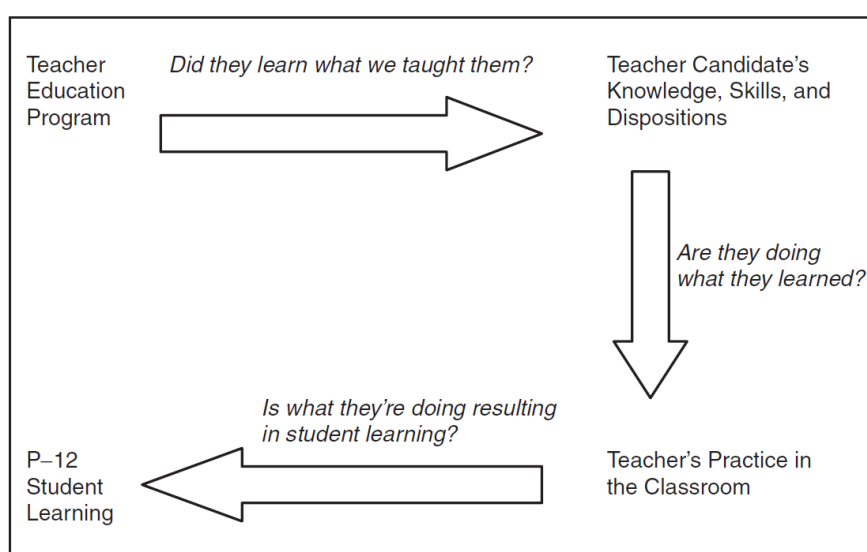 Teacher
Education
Program
Did they learn what we taught them?
Teacher Candidate's
Knowledge, Skills, and
Dispositions
Are they doing
what they learned?
Is what they're doing resulting
in student learning?
P–12
Student
Learning
Teacher's Practice in
the Classroom